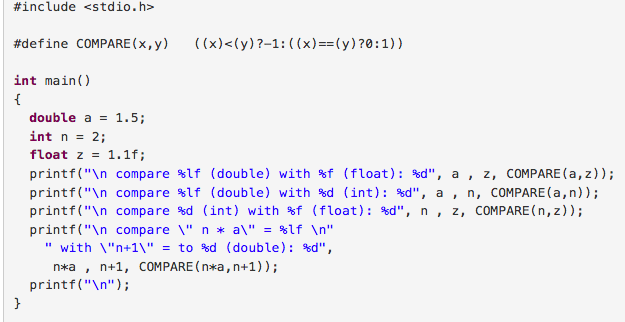 #include <stdio.h>
#define COMPARE(x,y)   ((x)<(y)?-1:((x)==(y)?0:1))
int main()
{
  double a = 1.5;
  int n = 2;
  float z = 1.1f;
  printf("\n compare %lf (double) with %f (float): %d", a , z, COMPARE(a,z));
  printf("\n compare %lf (double) with %d (int): %d", a , n, COMPARE(a,n));
  printf("\n compare %d (int) with %f (float): %d", n , z, COMPARE(n,z));
  printf("\n compare \" n * a\" = %lf \n"
    " with \"n+1\" = to %d (double): %d",
     n*a , n+1, COMPARE(n*a,n+1));
  printf("\n");
}